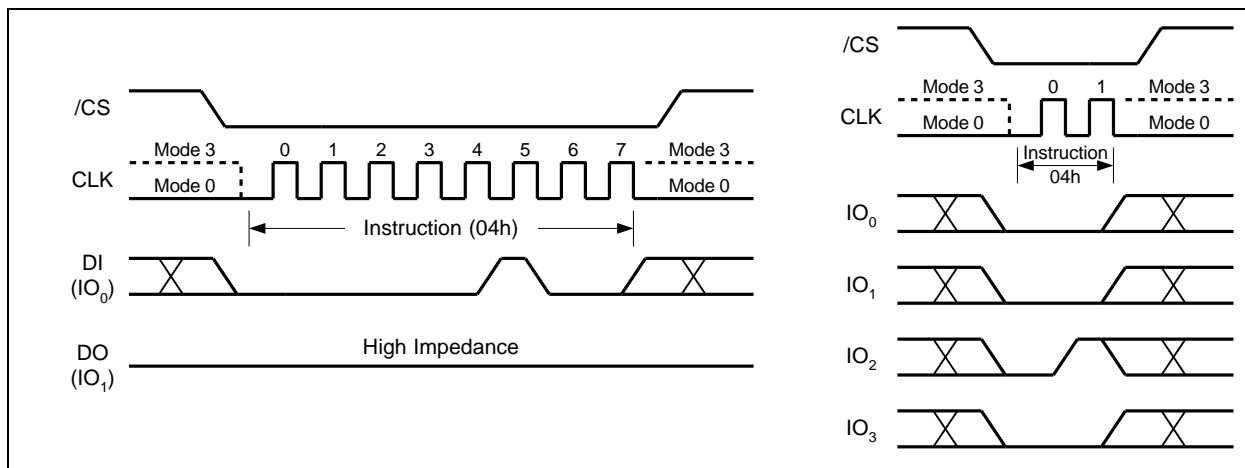 /CS
Mode 3 0 1 2 3 4 5 6 7 Mode 3
CLK Mode 0 Mode 0
Instruction (04h)
DI
(IO0)
DO
(IO1)
High Impedance
/CS
Mode 3 0 1 Mode 3
CLK Mode 0 Mode 0
Instruction
04h
IO0
IO1
IO2
IO3